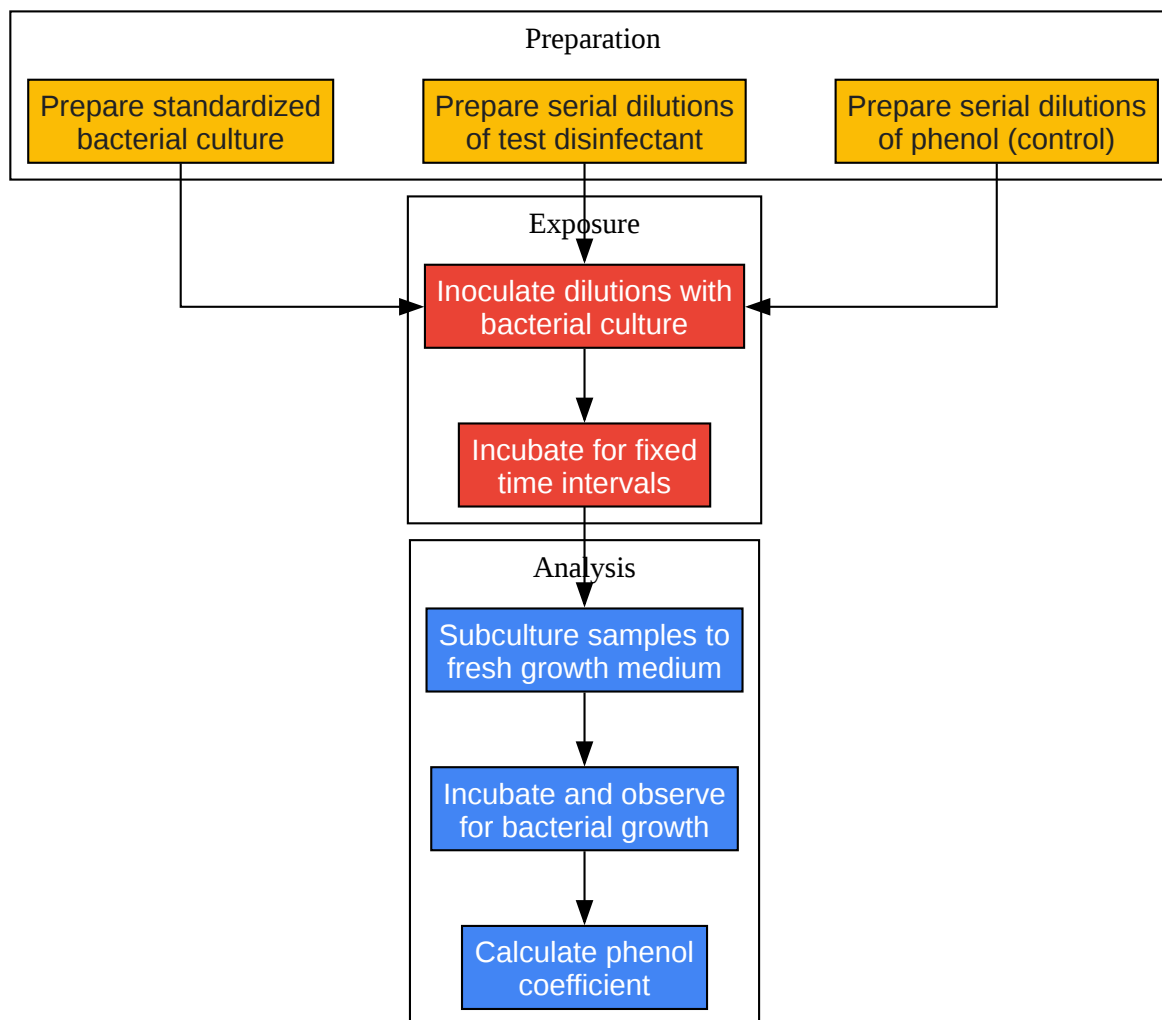 Preparation
Prepare standardized
bacterial culture
Prepare serial dilutions
of test disinfectant
Prepare serial dilutions
of phenol (control)
Exposure
Inoculate dilutions with
bacterial culture
Incubate for fixed
time intervals
Analysis
Subculture samples to
fresh growth medium
Incubate and observe
for bacterial growth
Calculate phenol
coefficient